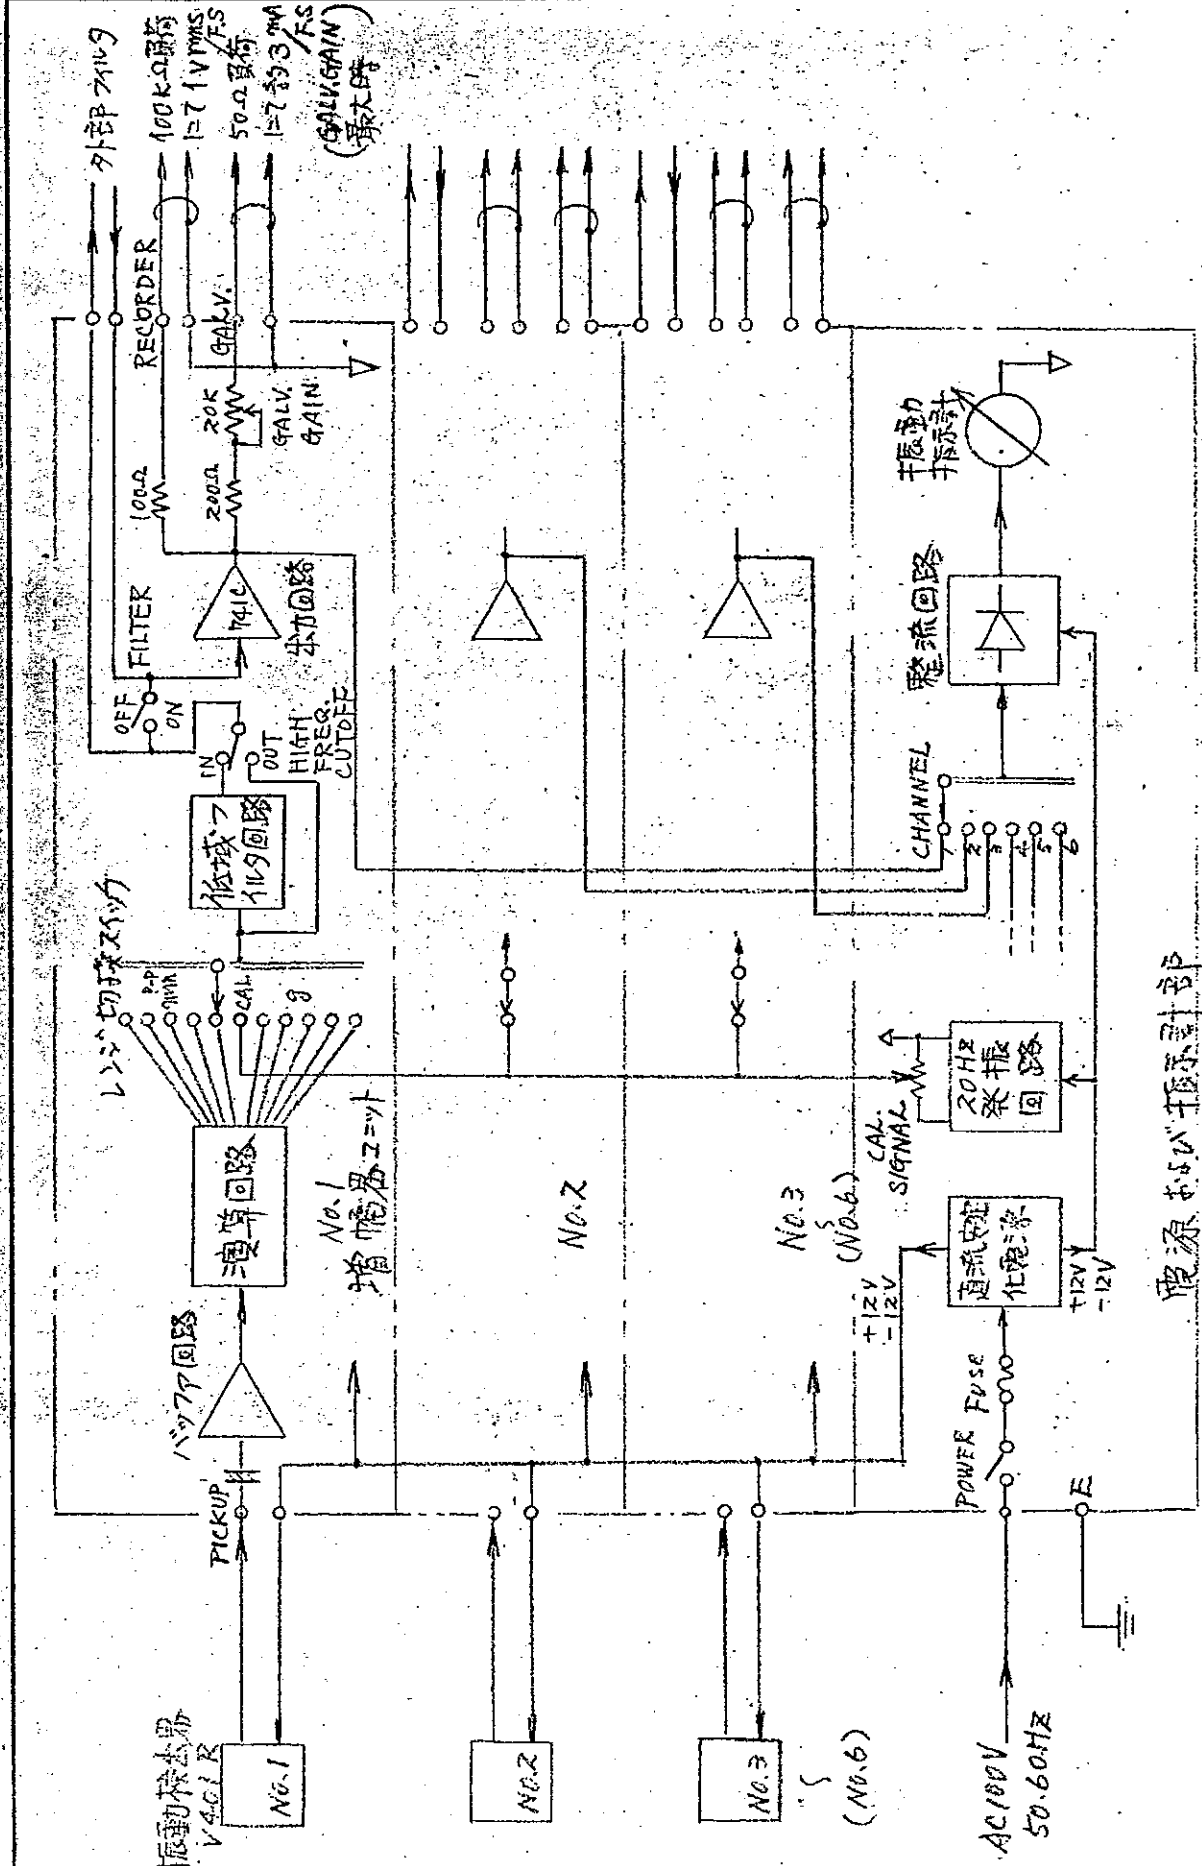 振動検出器
V401R
No.1
No.2
No.3
(No.6)
AC100V
50.60HZ
PICKUP
バッファ回路
演算回路
レンジ切換スイッチ
P-P
mm
CAL
g
No.1
増幅器ユニット
低域フ
ィルタ回路
IN
OUT
HIGH
FREQ.
CUTOFF
OFF
ON
FILTER
741C
出力回路
100Ω
200Ω
20K
GALV.
GAIN
RECORDER
GALV.
外部フィルタ
100KΩ負荷
にて1Vrms
/F.S
50Ω負荷
にて約3mA
/F.S
(GALV.GAIN
最大時)
No.2
No.3
(No.6)
+12V
-12V
POWER
Fuse
E
直流安定
化電源
+12V
-12V
CAL.
SIGNAL
20HZ
発振
回路
CHANNEL
1
2
3
4
5
6
整流回路
振動
指示計
電源および指示計部